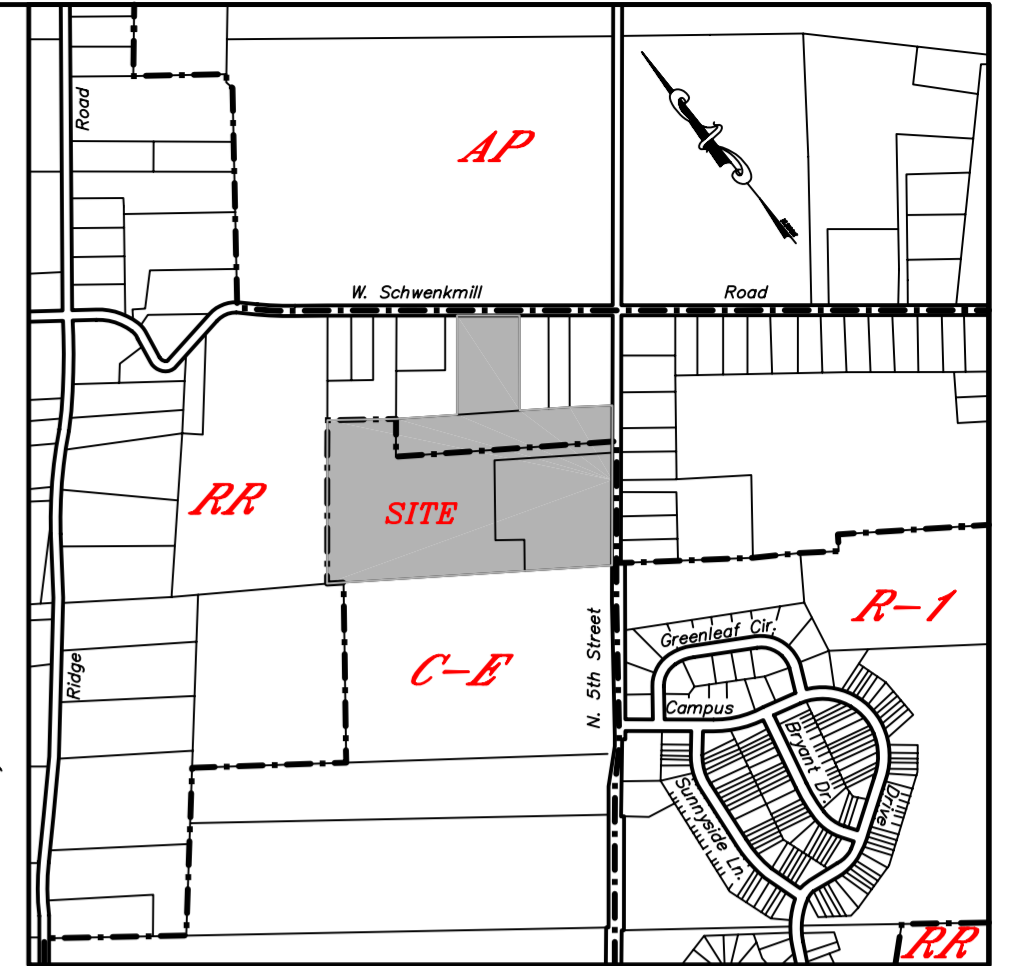 Road
AP
W. Schwenkmill
Road
RR
SITE
R-1
Greenleaf Cir.
C-E
N. 5th Street
Ridge
Campus
Bryant Dr.
Sunnyside Ln.
Drive
RR